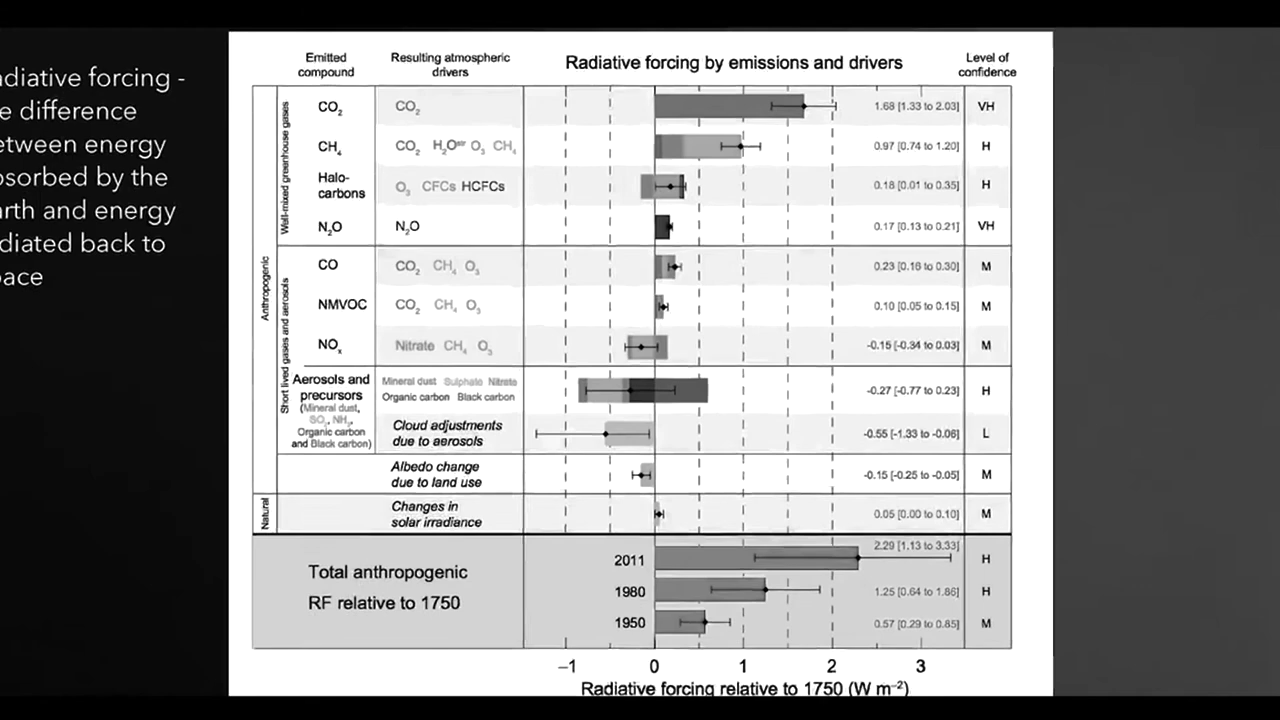 adiative forcing -
e difference
etween energy
bsorbed by the
arth and energy
diated back to
pace
Emitted compound
Resulting atmospheric drivers
Radiative forcing by emissions and drivers
Level of confidence
Anthropogenic
Well-mixed greenhouse gases
CO₂ CO₂ 1.68 [1.33 to 2.03] VH
CH₄ CO₂ H₂Oˢᵗʳ O₃ CH₄ 0.97 [0.74 to 1.20] H
Halo-
carbons O₃ CFCs HCFCs 0.18 [0.01 to 0.35] H
N₂O N₂O 0.17 [0.13 to 0.21] VH
Short lived gases and aerosols
CO CO₂ CH₄ O₃ 0.23 [0.16 to 0.30] M
NMVOC CO₂ CH₄ O₃ 0.10 [0.05 to 0.15] M
NOₓ Nitrate CH₄ O₃ -0.15 [-0.34 to 0.03] M
Aerosols and
precursors
(Mineral dust,
SO₂, NH₃,
Organic carbon
and Black carbon)
Mineral dust Sulphate Nitrate
Organic carbon Black carbon
-0.27 [-0.77 to 0.23] H
Cloud adjustments
due to aerosols
-0.55 [-1.33 to -0.06] L
Albedo change
due to land use
-0.15 [-0.25 to -0.05] M
Natural
Changes in
solar irradiance
0.05 [0.00 to 0.10] M
Total anthropogenic
RF relative to 1750
2011 2.29 [1.13 to 3.33] H
1980 1.25 [0.64 to 1.86] H
1950 0.57 [0.29 to 0.85] M
−1 0 1 2 3
Radiative forcing relative to 1750 (W m⁻²)